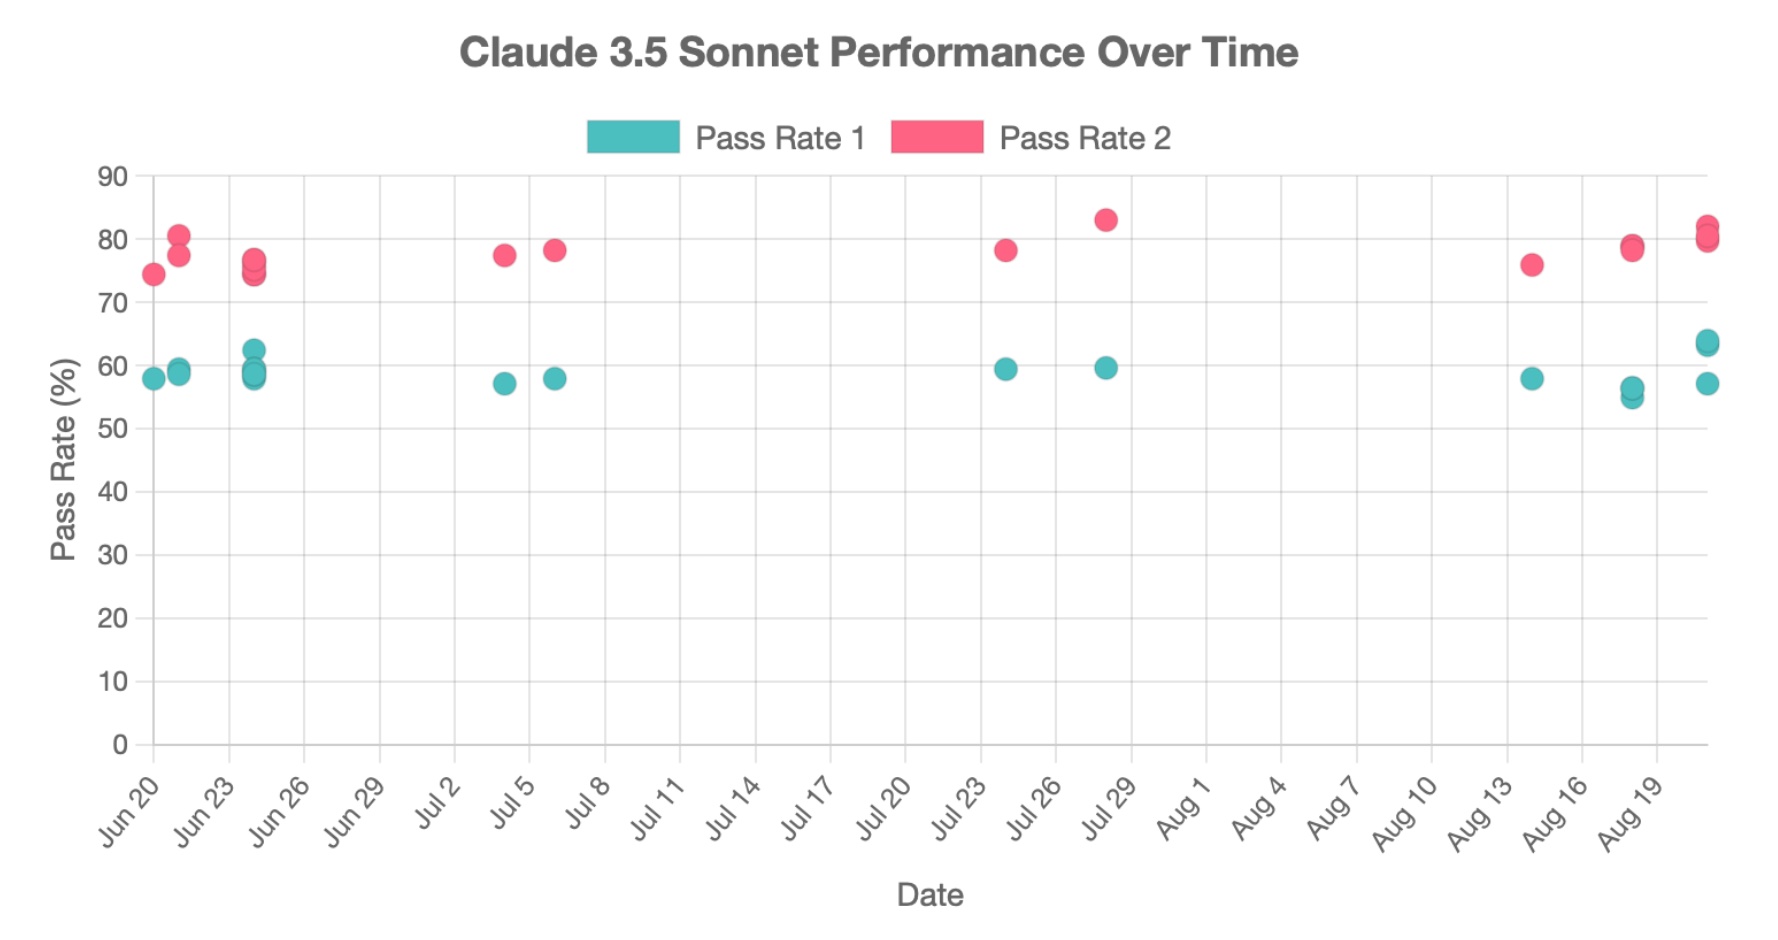 Claude 3.5 Sonnet Performance Over Time
Pass Rate 1 Pass Rate 2
90
80
70
60
50
40
30
20
10
0
Pass Rate (%)
Jun 20 Jun 23 Jun 26 Jun 29 Jul 2 Jul 5 Jul 8 Jul 11 Jul 14 Jul 17 Jul 20 Jul 23 Jul 26 Jul 29 Aug 1 Aug 4 Aug 7 Aug 10 Aug 13 Aug 16 Aug 19
Date